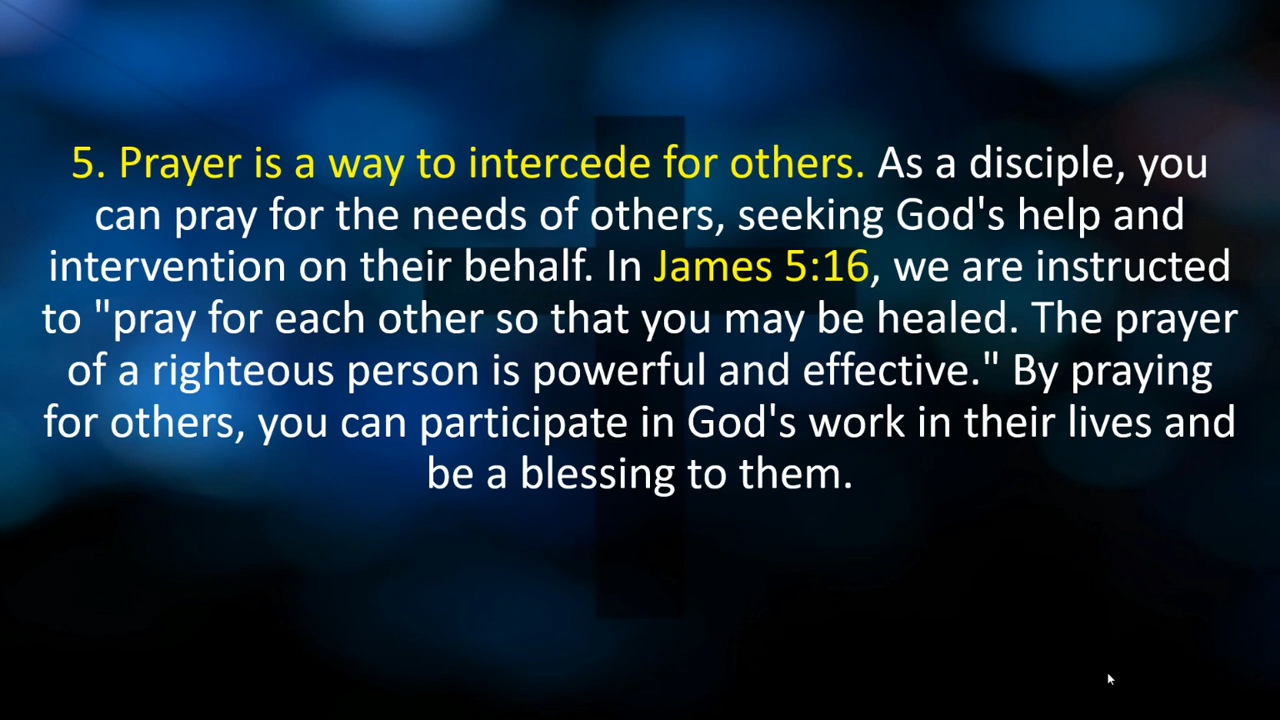 5. Prayer is a way to intercede for others. As a disciple, you
can pray for the needs of others, seeking God's help and
intervention on their behalf. In James 5:16, we are instructed
to "pray for each other so that you may be healed. The prayer
of a righteous person is powerful and effective." By praying
for others, you can participate in God's work in their lives and
be a blessing to them.